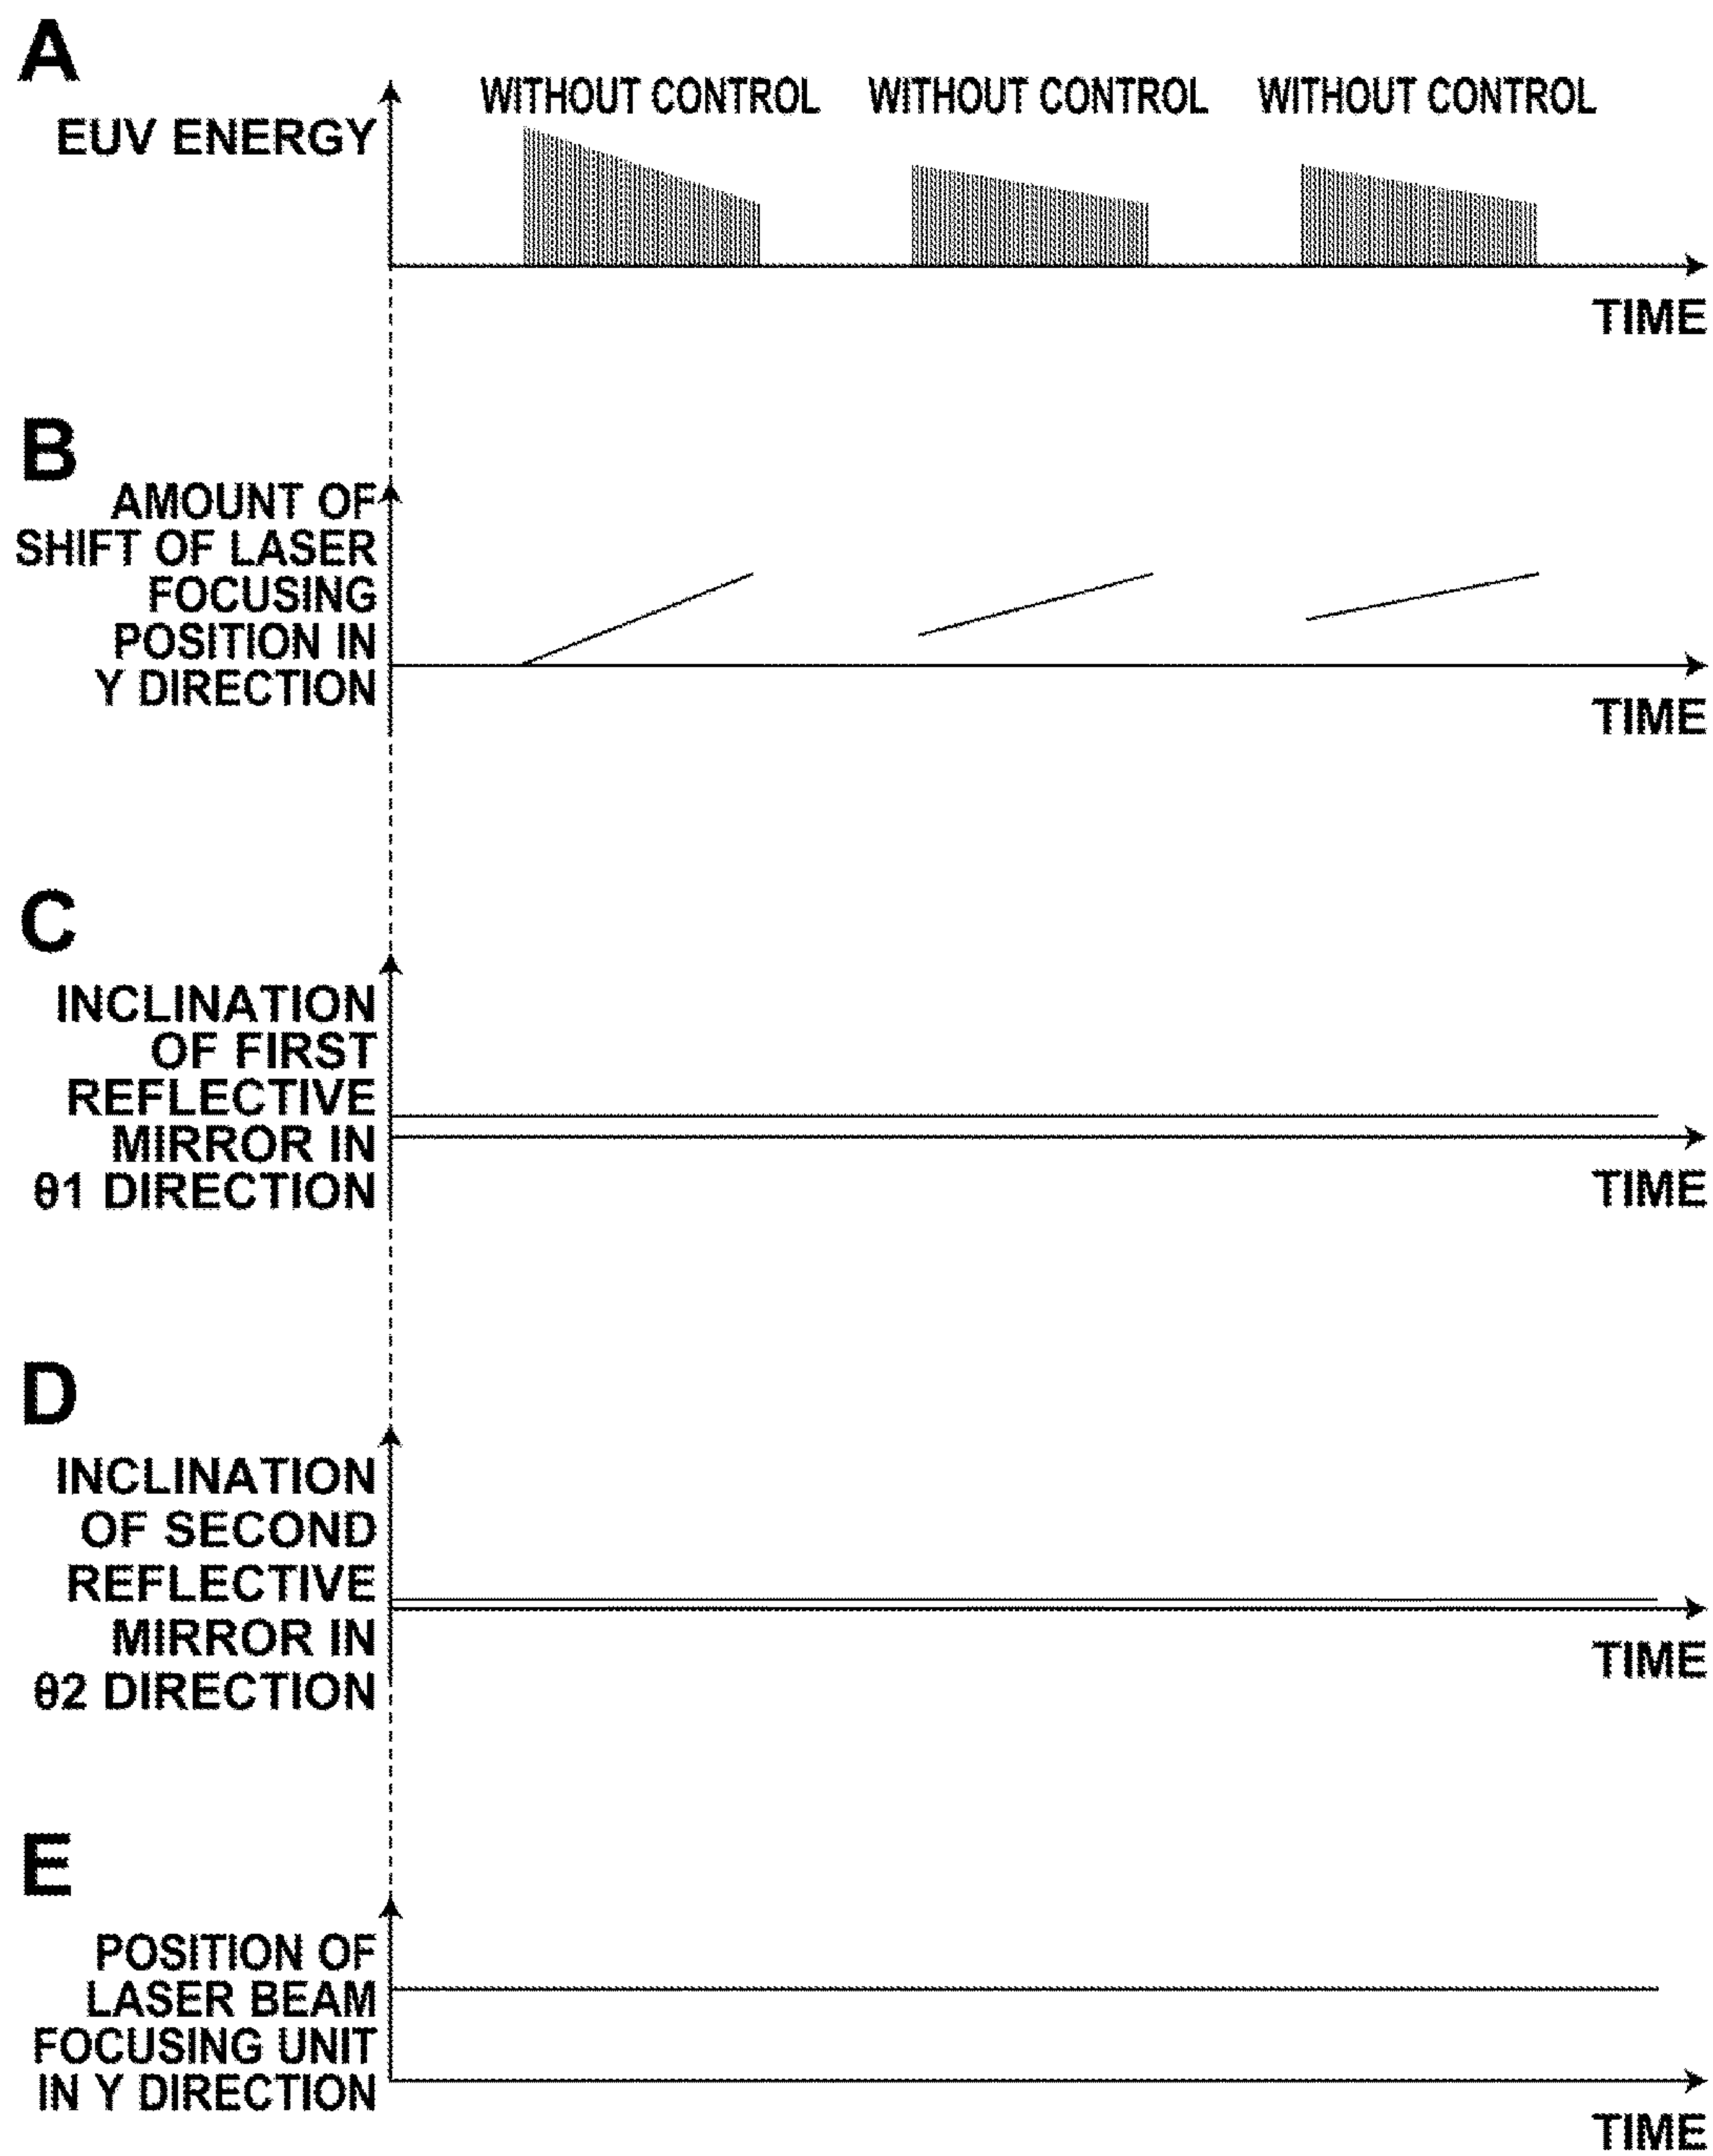 A
WITHOUT CONTROL WITHOUT CONTROL WITHOUT CONTROL
EUV ENERGY
TIME
B
AMOUNT OF
SHIFT OF LASER
FOCUSING
POSITION IN
Y DIRECTION
TIME
C
INCLINATION
OF FIRST
REFLECTIVE
MIRROR IN
θ1 DIRECTION
TIME
D
INCLINATION
OF SECOND
REFLECTIVE
MIRROR IN
θ2 DIRECTION
TIME
E
POSITION OF
LASER BEAM
FOCUSING UNIT
IN Y DIRECTION
TIME